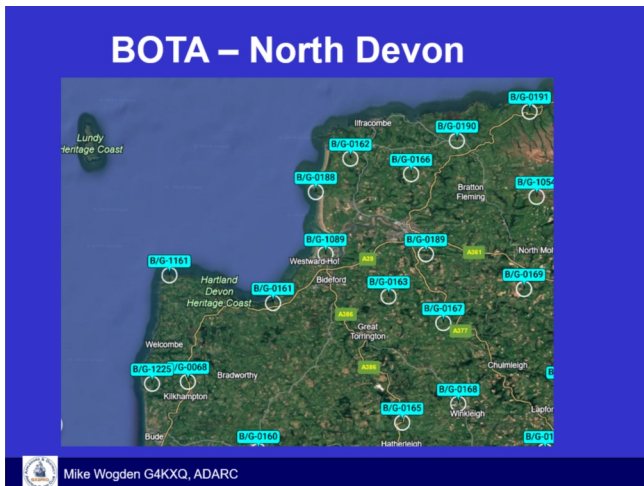 BOTA – North Devon
B/G-0191
Ilfracombe
B/G-0190
Lundy
Heritage Coast
B/G-0162
B/G-0166
B/G-1054
B/G-0188
Bratton
Fleming
B/G-1089
B/G-0189
A361
North Mol
Westward-Ho!
A39
B/G-1161
Hartland
Devon
Heritage Coast
Bideford
B/G-0161
B/G-0163
B/G-0169
A386
B/G-0167
Great
Torrington
A377
Welcombe
Chulmleigh
A386
B/G-1225
B/G-0068
Bradworthy
Kilkhampton
B/G-0168
Winkleigh
Lapfor
B/G-0165
Bude
B/G-0160
Hatherleigh
B/G-01
Mike Wogden G4KXQ, ADARC